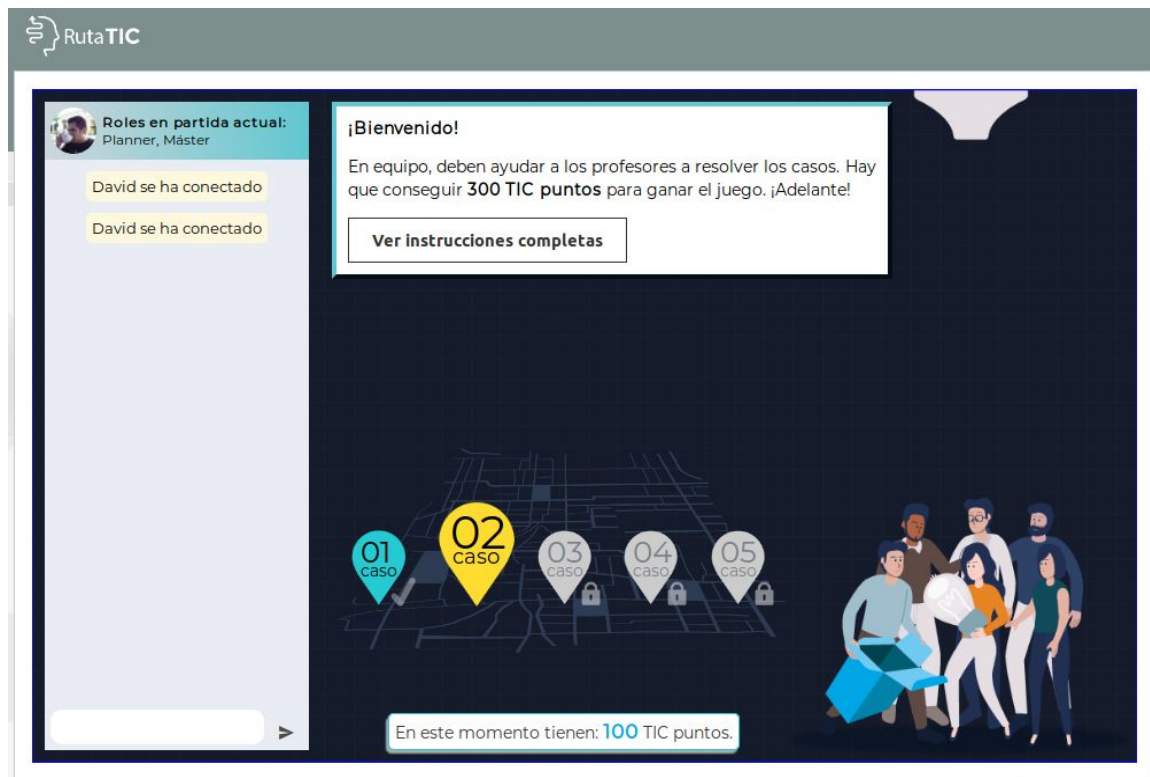 RutaTIC
Roles en partida actual:
Planner, Máster
David se ha conectado
David se ha conectado
¡Bienvenido!
En equipo, deben ayudar a los profesores a resolver los casos. Hay
que conseguir 300 TIC puntos para ganar el juego. ¡Adelante!
Ver instrucciones completas
01
caso
02
caso
03
caso
04
caso
05
caso
En este momento tienen: 100 TIC puntos.